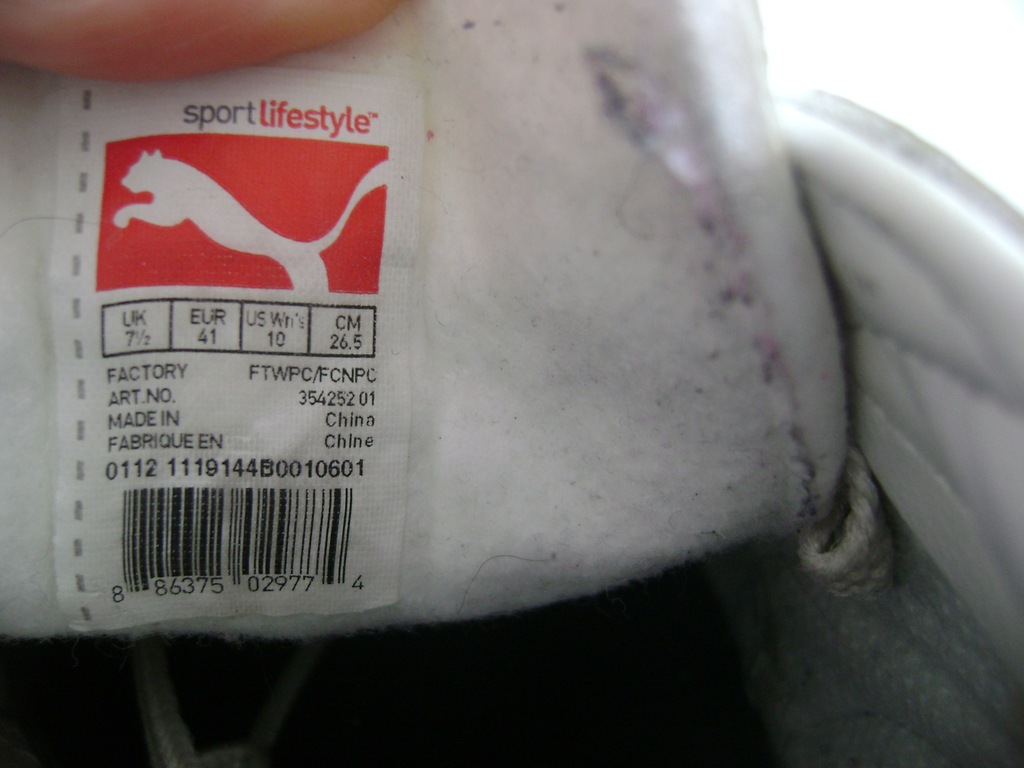 sportlifestyle™
UK EUR US Wn's CM
7½ 41 10 26.5
FACTORY FTWPC/FCNPC
ART.NO. 354252 01
MADE IN China
FABRIQUE EN Chine
0112 1119144B0010601
8 86375 02977 4